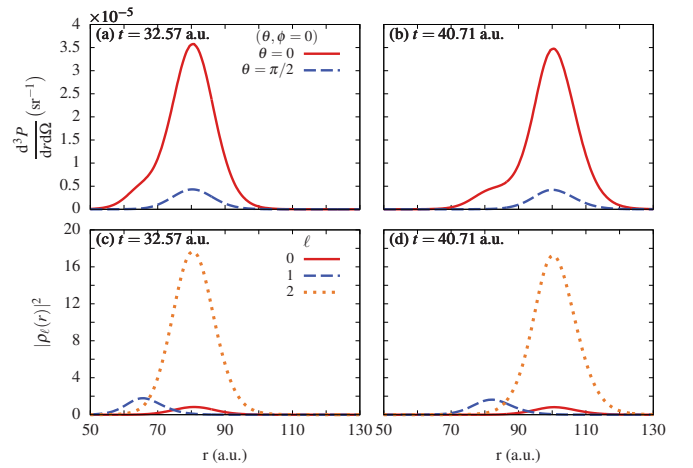 ×10⁻⁵
(a) t = 32.57 a.u.
(θ, ϕ = 0)
θ = 0
θ = π/2
(b) t = 40.71 a.u.
4
3.5
3
2.5
2
1.5
1
0.5
0
d³P
drdΩ (sr⁻¹)
(c) t = 32.57 a.u.
ℓ
0
1
2
(d) t = 40.71 a.u.
20
16
12
8
4
0
|ρℓ(r)|²
50 70 90 110 130
50 70 90 110 130
r (a.u.)
r (a.u.)